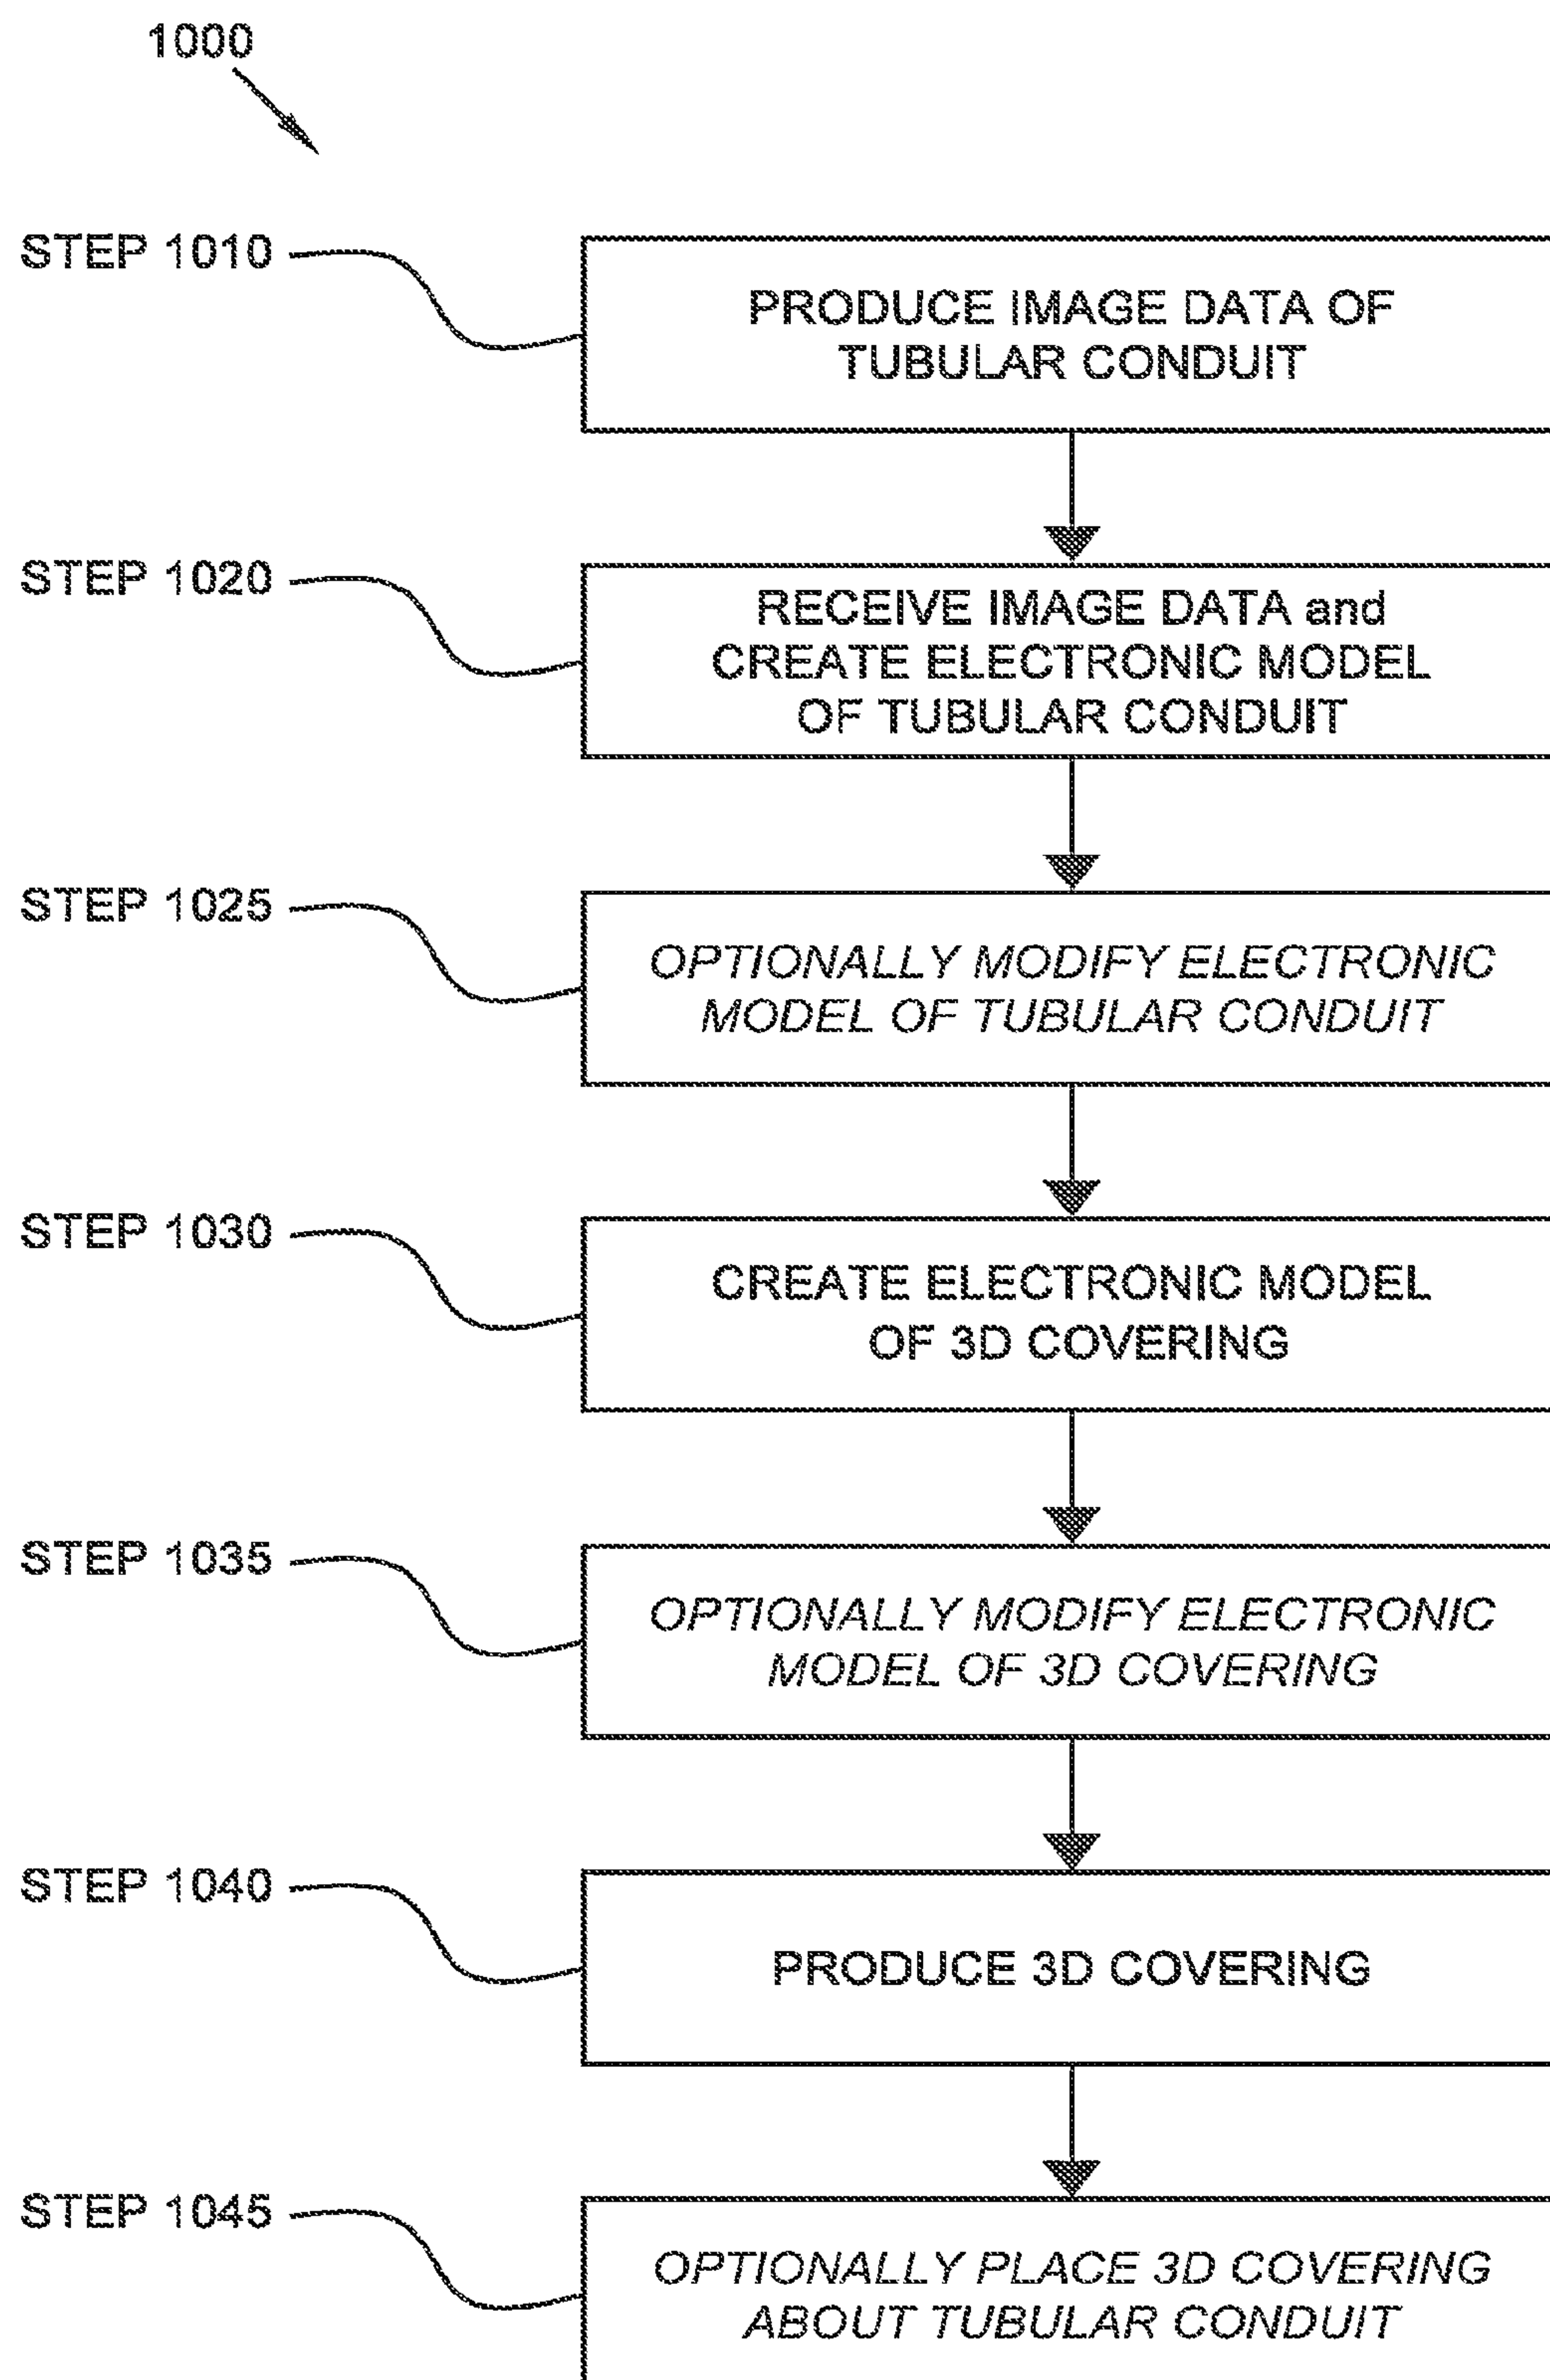 1000
STEP 1010
PRODUCE IMAGE DATA OF
TUBULAR CONDUIT
STEP 1020
RECEIVE IMAGE DATA and
CREATE ELECTRONIC MODEL
OF TUBULAR CONDUIT
STEP 1025
OPTIONALLY MODIFY ELECTRONIC
MODEL OF TUBULAR CONDUIT
STEP 1030
CREATE ELECTRONIC MODEL
OF 3D COVERING
STEP 1035
OPTIONALLY MODIFY ELECTRONIC
MODEL OF 3D COVERING
STEP 1040
PRODUCE 3D COVERING
STEP 1045
OPTIONALLY PLACE 3D COVERING
ABOUT TUBULAR CONDUIT